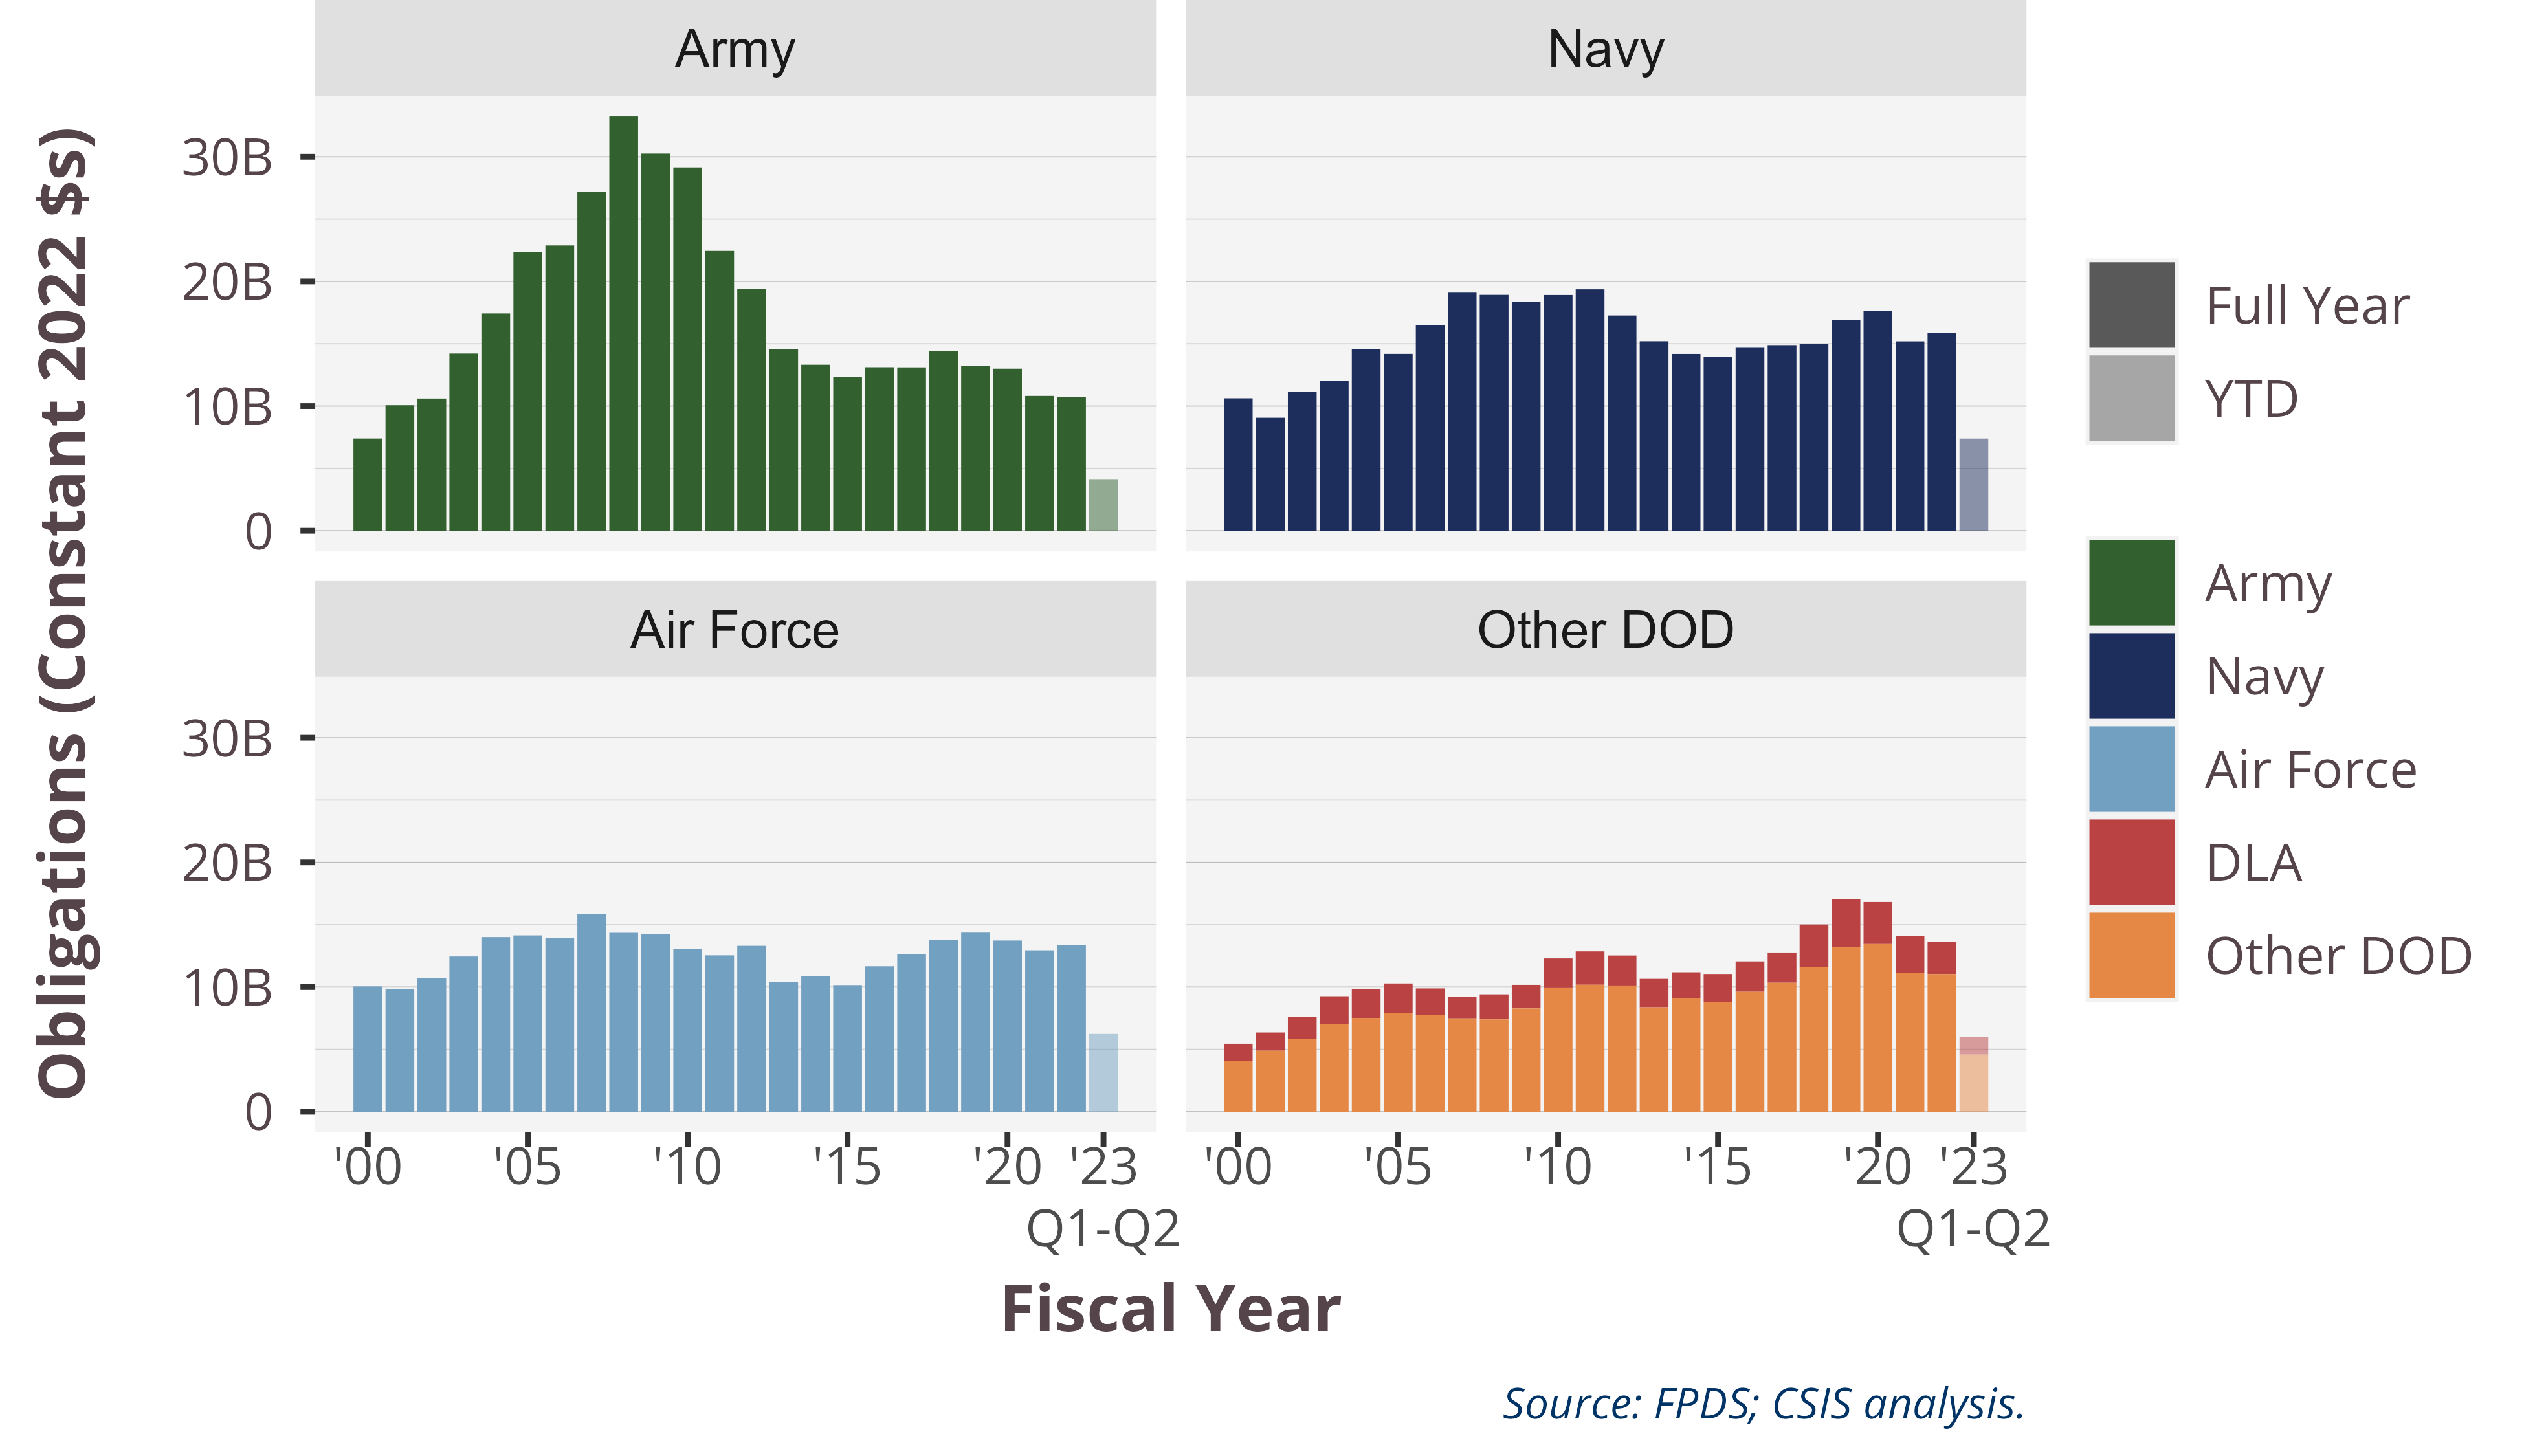 Army
Navy
Obligations (Constant 2022 $s)
30B
20B
10B
0
Air Force
Other DOD
30B
20B
10B
0
'00 '05 '10 '15 '20 '23
Q1-Q2
'00 '05 '10 '15 '20 '23
Q1-Q2
Fiscal Year
Full Year
YTD
Army
Navy
Air Force
DLA
Other DOD
Source: FPDS; CSIS analysis.